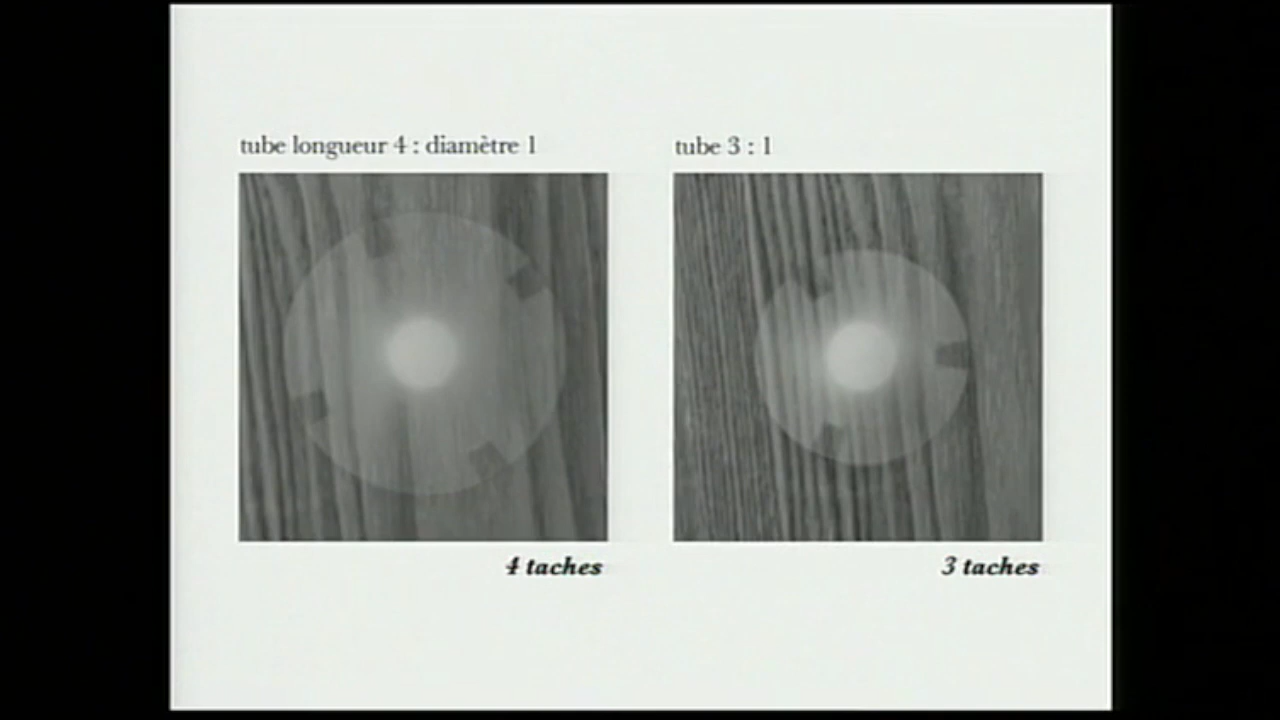 tube longueur 4 : diamètre 1
tube 3 : 1
4 taches
3 taches